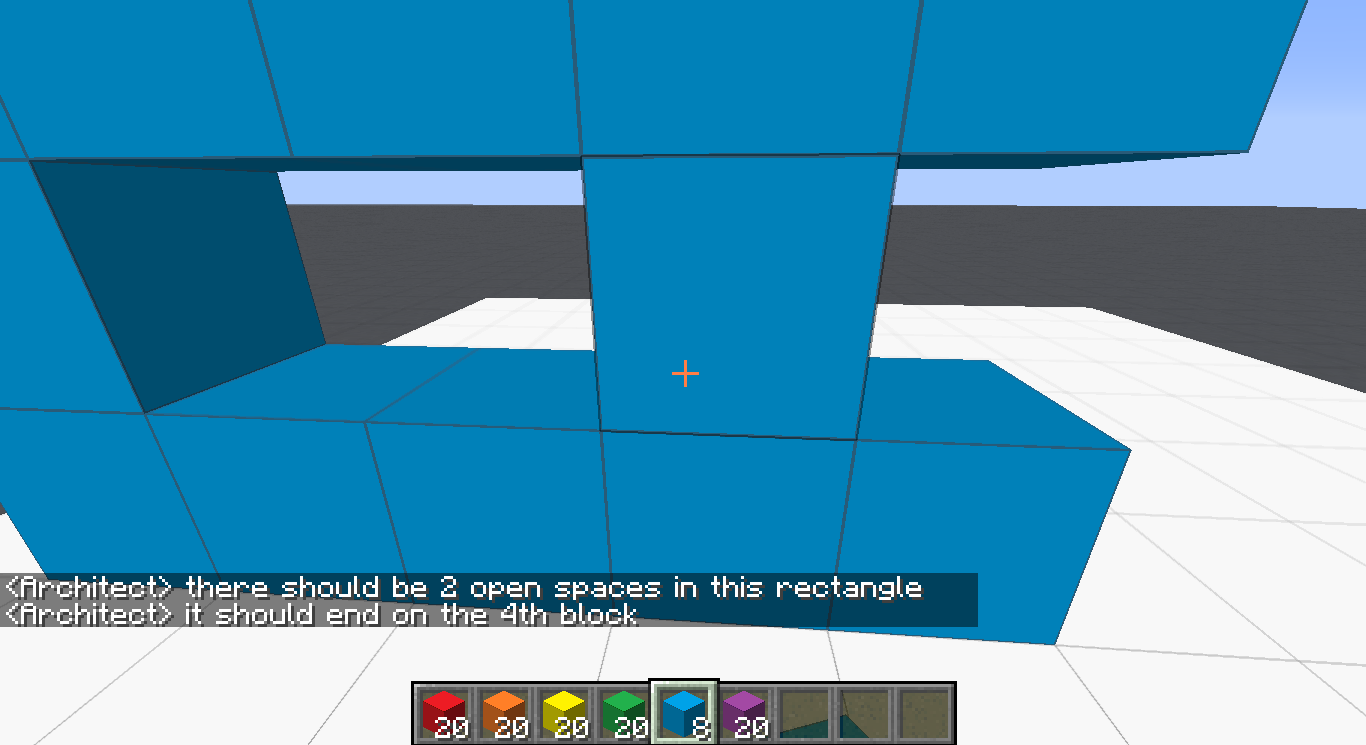 <Architect> there should be 2 open spaces in this rectangle
<Architect> it should end on the 4th block
20 20 20 20 8 20